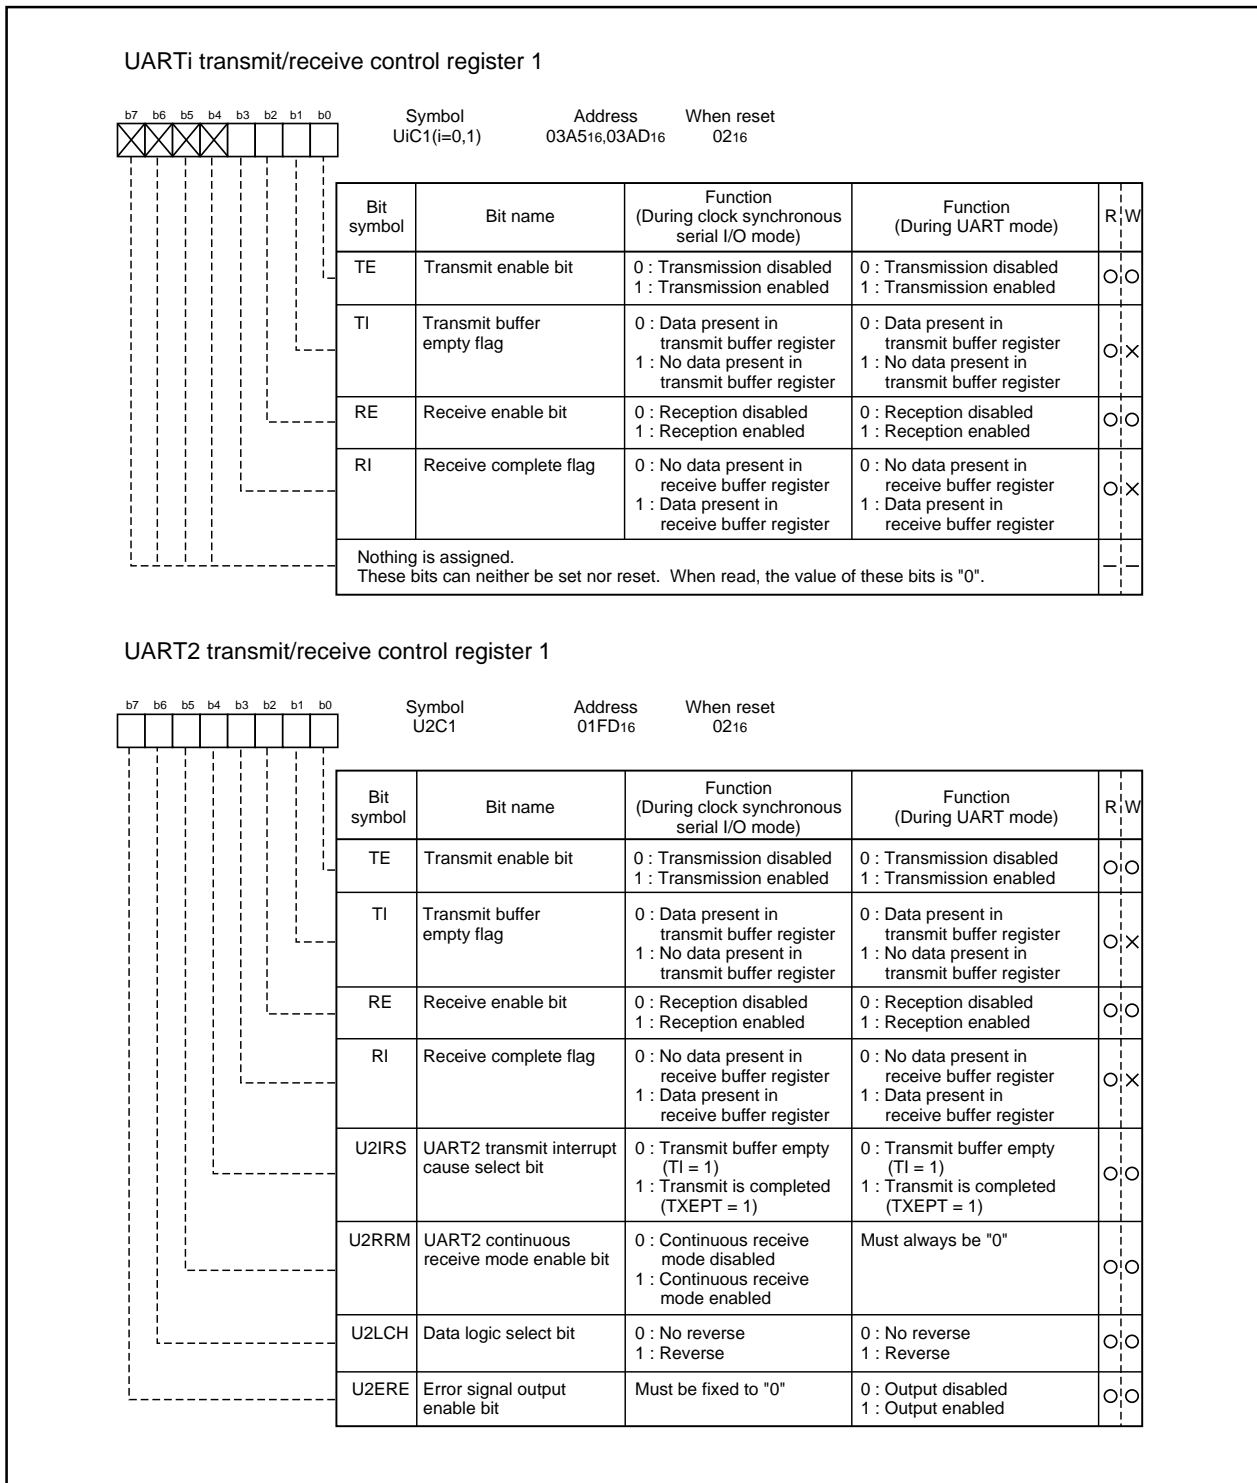 UARTi transmit/receive control register 1
b7 b6 b5 b4 b3 b2 b1 b0
Symbol Address When reset
UiC1(i=0,1) 03A516,03AD16 0216
Bit symbol Bit name Function (During clock synchronous serial I/O mode) Function (During UART mode) R W
TE Transmit enable bit 0 : Transmission disabled 0 : Transmission disabled
1 : Transmission enabled 1 : Transmission enabled
TI Transmit buffer 0 : Data present in 0 : Data present in
empty flag transmit buffer register transmit buffer register
1 : No data present in 1 : No data present in
transmit buffer register transmit buffer register
RE Receive enable bit 0 : Reception disabled 0 : Reception disabled
1 : Reception enabled 1 : Reception enabled
RI Receive complete flag 0 : No data present in 0 : No data present in
receive buffer register receive buffer register
1 : Data present in 1 : Data present in
receive buffer register receive buffer register
Nothing is assigned.
These bits can neither be set nor reset. When read, the value of these bits is "0".
UART2 transmit/receive control register 1
b7 b6 b5 b4 b3 b2 b1 b0
Symbol Address When reset
U2C1 01FD16 0216
Bit symbol Bit name Function (During clock synchronous serial I/O mode) Function (During UART mode) R W
TE Transmit enable bit 0 : Transmission disabled 0 : Transmission disabled
1 : Transmission enabled 1 : Transmission enabled
TI Transmit buffer 0 : Data present in 0 : Data present in
empty flag transmit buffer register transmit buffer register
1 : No data present in 1 : No data present in
transmit buffer register transmit buffer register
RE Receive enable bit 0 : Reception disabled 0 : Reception disabled
1 : Reception enabled 1 : Reception enabled
RI Receive complete flag 0 : No data present in 0 : No data present in
receive buffer register receive buffer register
1 : Data present in 1 : Data present in
receive buffer register receive buffer register
U2IRS UART2 transmit interrupt 0 : Transmit buffer empty 0 : Transmit buffer empty
cause select bit (TI = 1) (TI = 1)
1 : Transmit is completed 1 : Transmit is completed
(TXEPT = 1) (TXEPT = 1)
U2RRM UART2 continuous 0 : Continuous receive Must always be "0"
receive mode enable bit mode disabled
1 : Continuous receive
mode enabled
U2LCH Data logic select bit 0 : No reverse 0 : No reverse
1 : Reverse 1 : Reverse
U2ERE Error signal output Must be fixed to "0" 0 : Output disabled
enable bit 1 : Output enabled